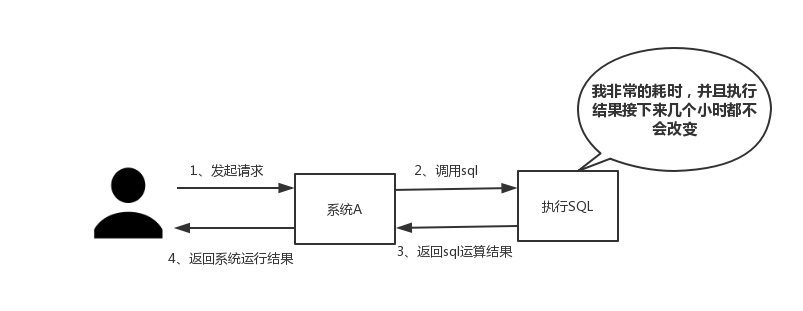 我非常的耗时，并且执行
结果接下来几个小时都不
会改变
1、发起请求
2、调用sql
系统A
执行SQL
4、返回系统运行结果
3、返回sql运算结果